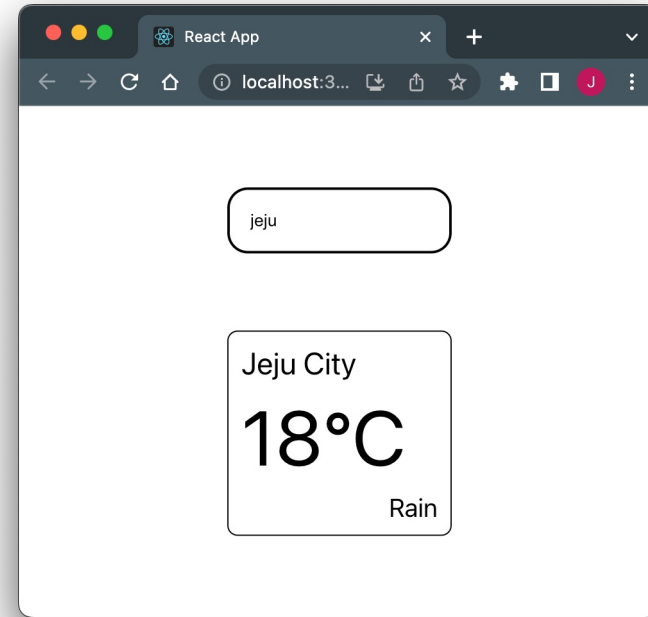 React App
localhost:3...
J
jeju
Jeju City
18°C
Rain